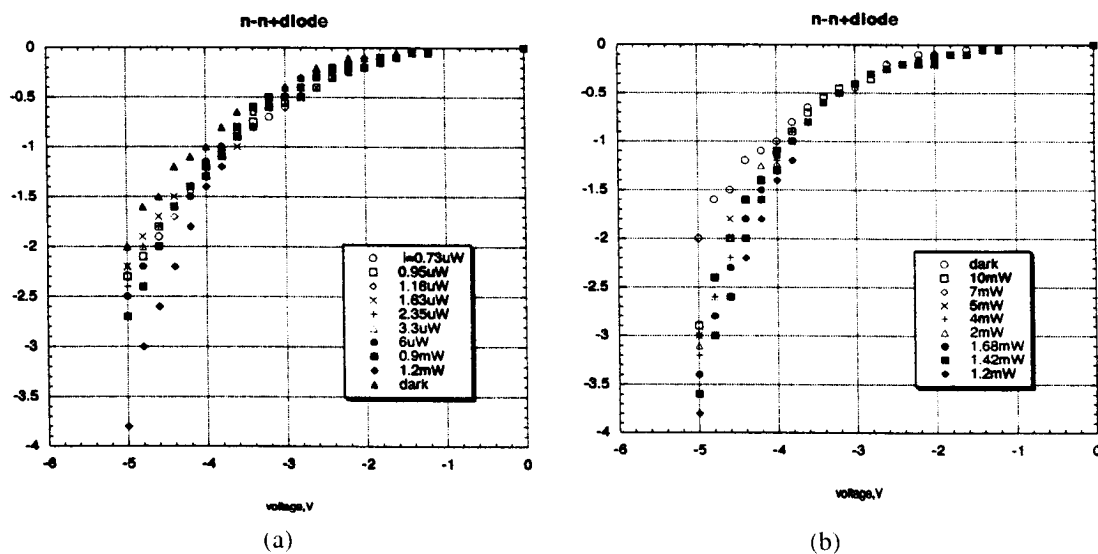 n-n+diode
0
-0.5
-1
-1.5
-2
-2.5
-3
-3.5
-4
-6
-5
-4
-3
-2
-1
0
i=0.73uW
0.95uW
1.16uW
1.63uW
2.35uW
3.3uW
6uW
0.9mW
1.2mW
dark
voltage,V
(a)
n-n+diode
0
-0.5
-1
-1.5
-2
-2.5
-3
-3.5
-4
-6
-5
-4
-3
-2
-1
0
dark
10mW
7mW
5mW
4mW
2mW
1.68mW
1.42mW
1.2mW
voltage,V
(b)